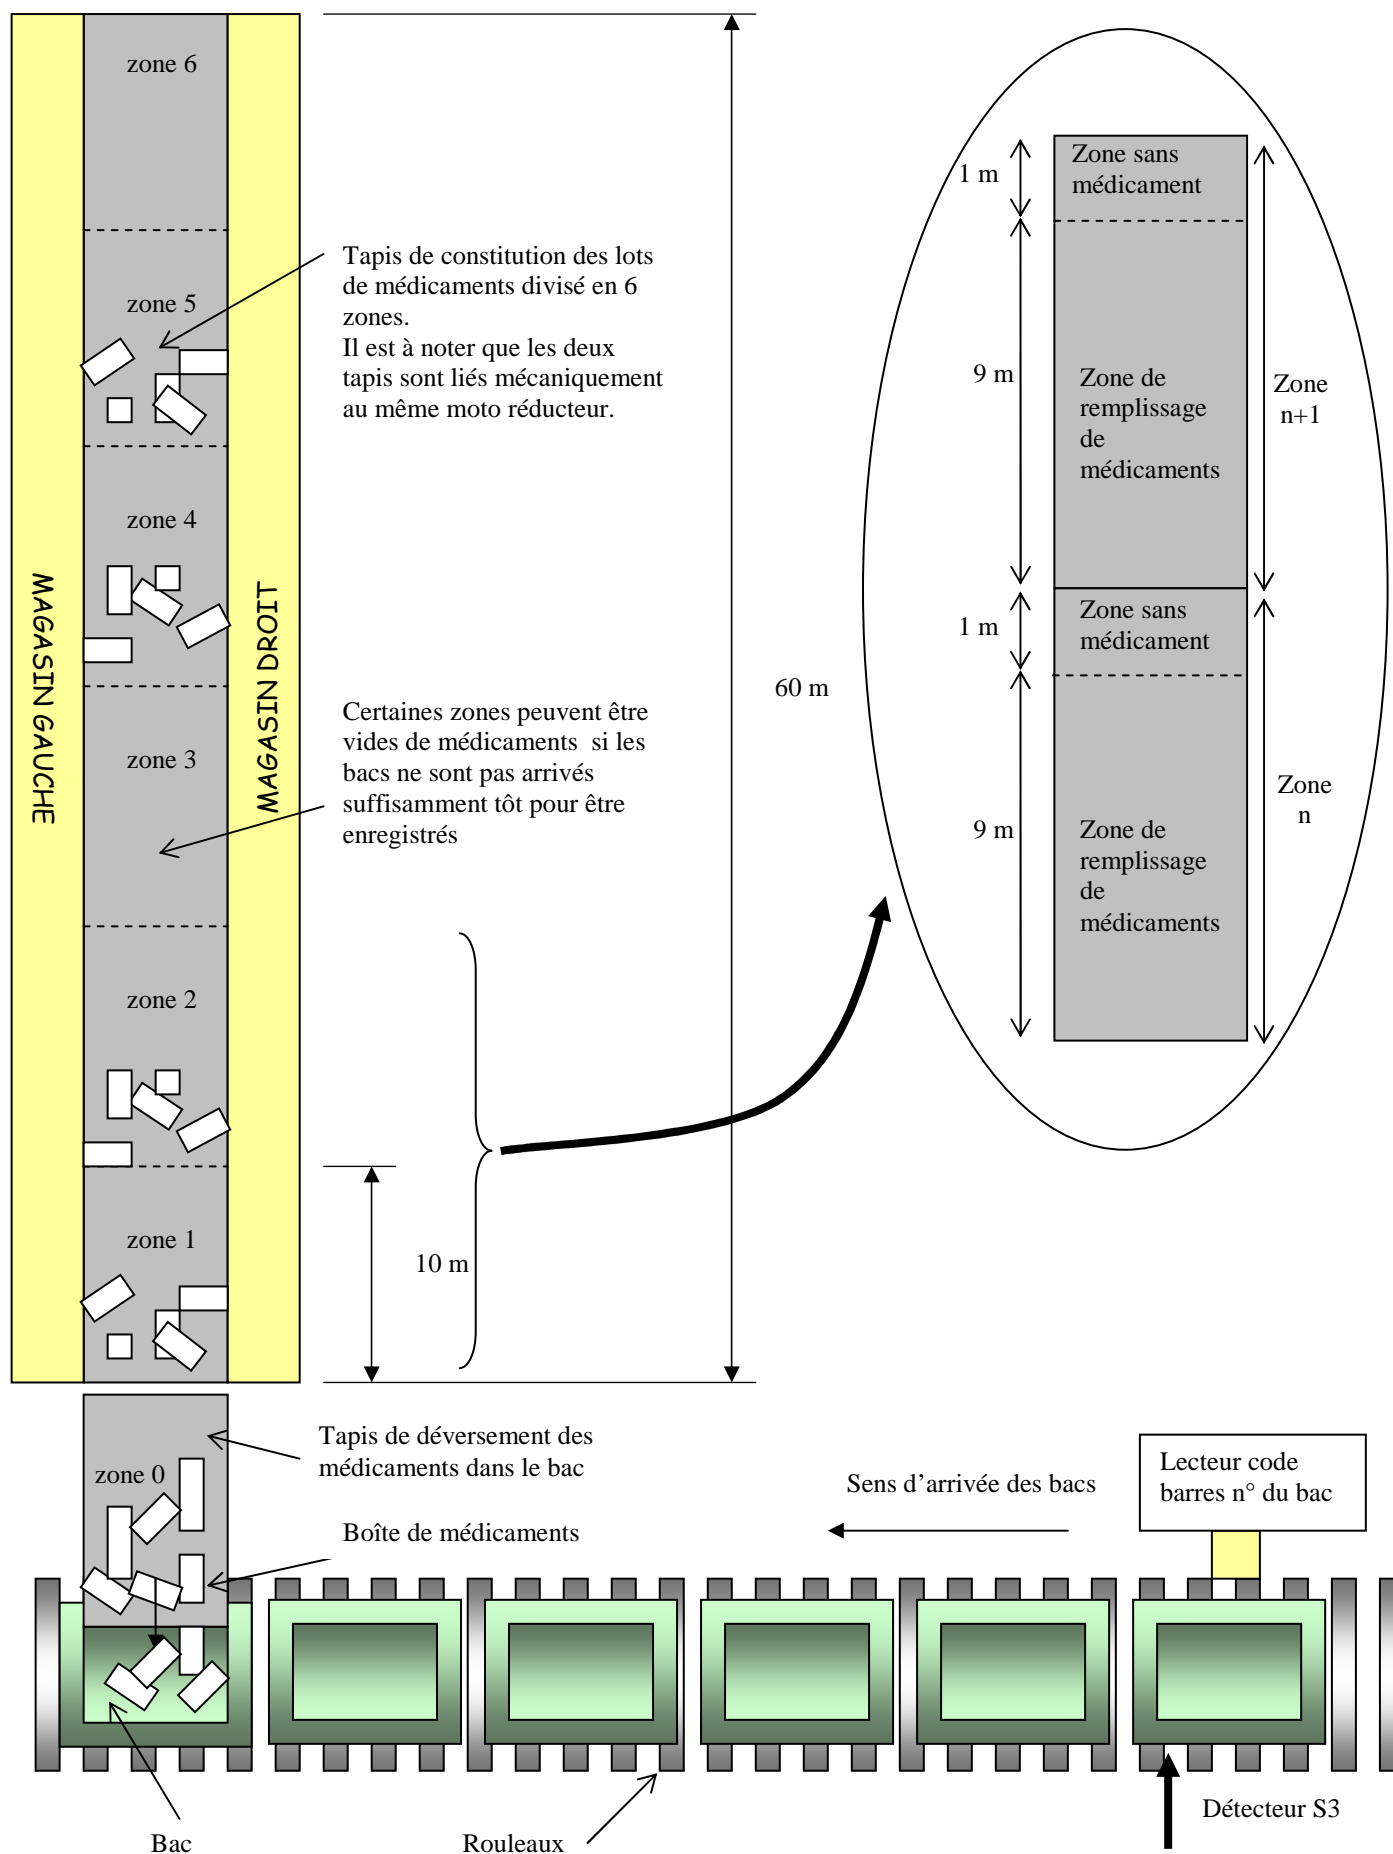 zone 6
zone 5
zone 4
zone 3
zone 2
zone 1
zone 0
MAGASIN GAUCHE
MAGASIN DROIT
Tapis de constitution des lots
de médicaments divisé en 6
zones.
Il est à noter que les deux
tapis sont liés mécaniquement
au même moto réducteur.
Certaines zones peuvent être
vides de médicaments si les
bacs ne sont pas arrivés
suffisamment tôt pour être
enregistrés
10 m
60 m
1 m
9 m
1 m
9 m
Zone sans
médicament
Zone de
remplissage
de
médicaments
Zone
n+1
Zone sans
médicament
Zone de
remplissage
de
médicaments
Zone
n
Tapis de déversement des
médicaments dans le bac
Boîte de médicaments
Sens d'arrivée des bacs
Lecteur code
barres n° du bac
Détecteur S3
Bac
Rouleaux